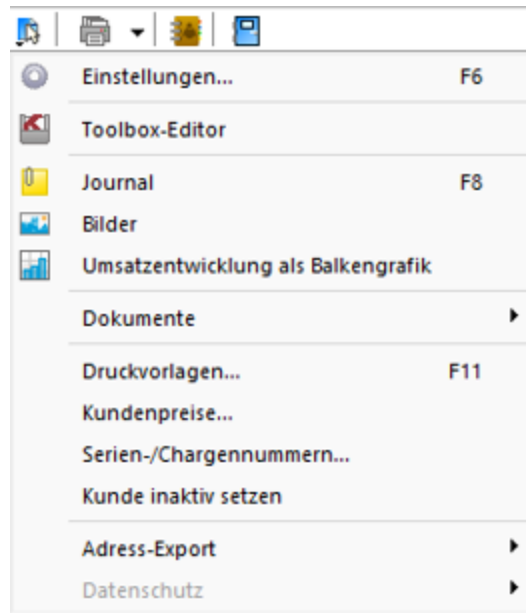 Einstellungen... F6
Toolbox-Editor
Journal F8
Bilder
Umsatzentwicklung als Balkengrafik
Dokumente
Druckvorlagen... F11
Kundenpreise...
Serien-/Chargennummern...
Kunde inaktiv setzen
Adress-Export
Datenschutz